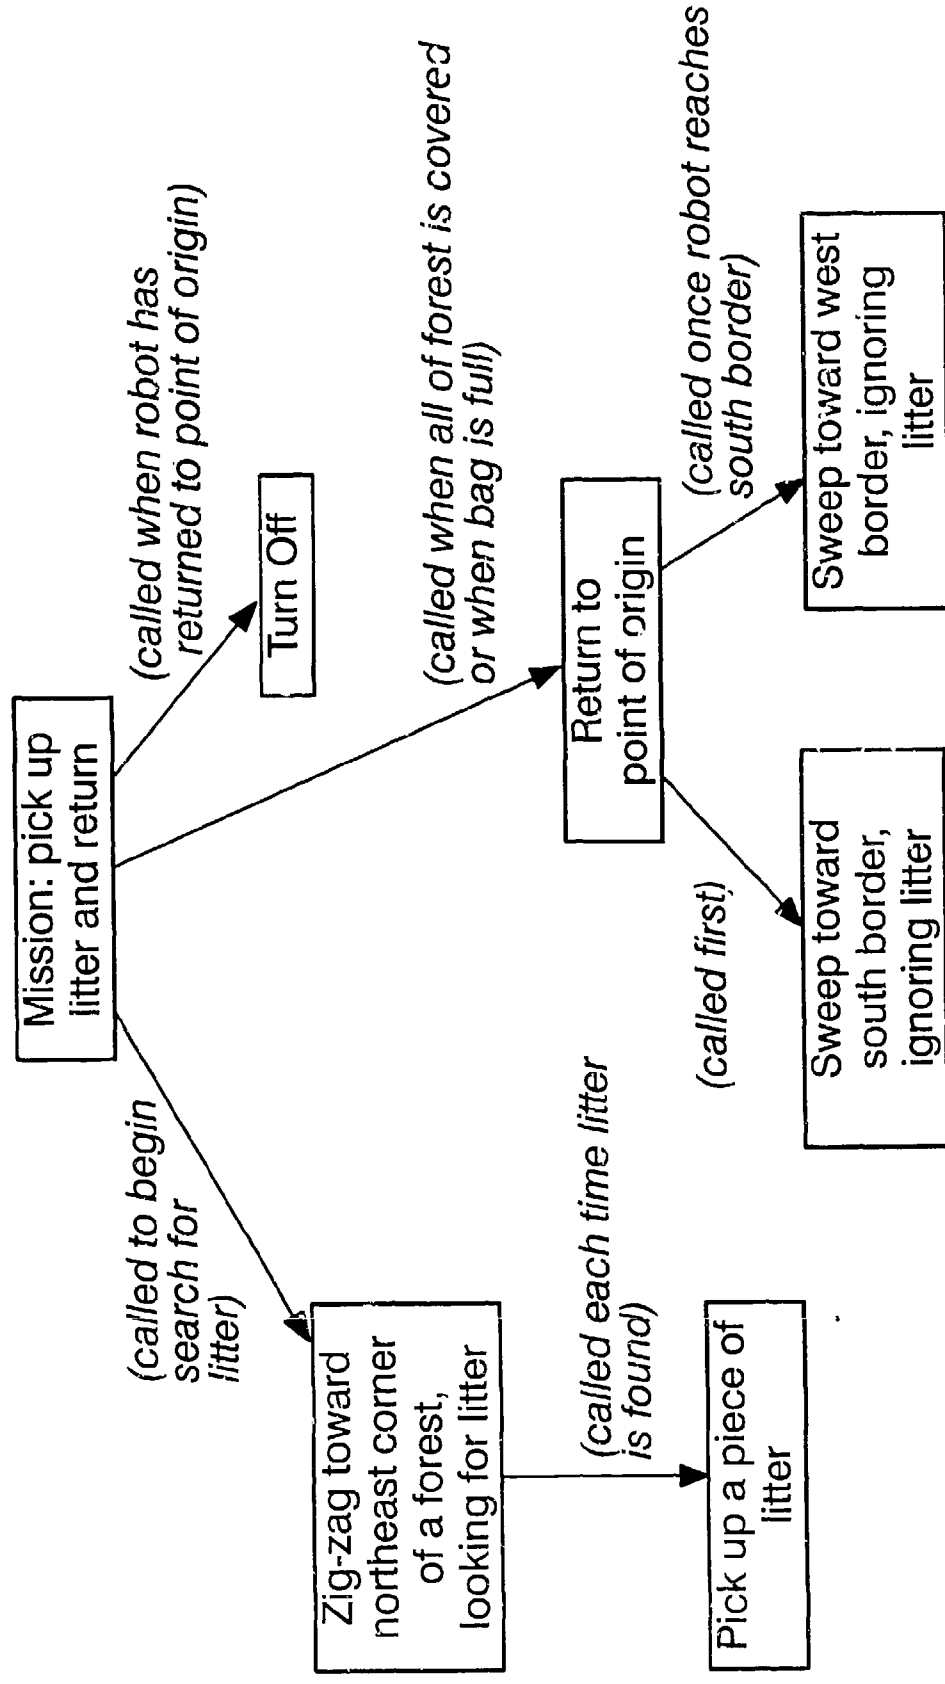 Mission: pick up
litter and return
(called to begin
search for
litter)
(called when robot has
returned to point of origin)
Turn Off
Zig-zag toward
northeast corner
of a forest,
looking for litter
(called when all of forest is covered
or when bag is full)
Return to
point of origin
(called each time litter
is found)
Pick up a piece of
litter
(called first)
(called once robot reaches
south border)
Sweep toward
south border,
ignoring litter
Sweep toward west
border, ignoring
litter